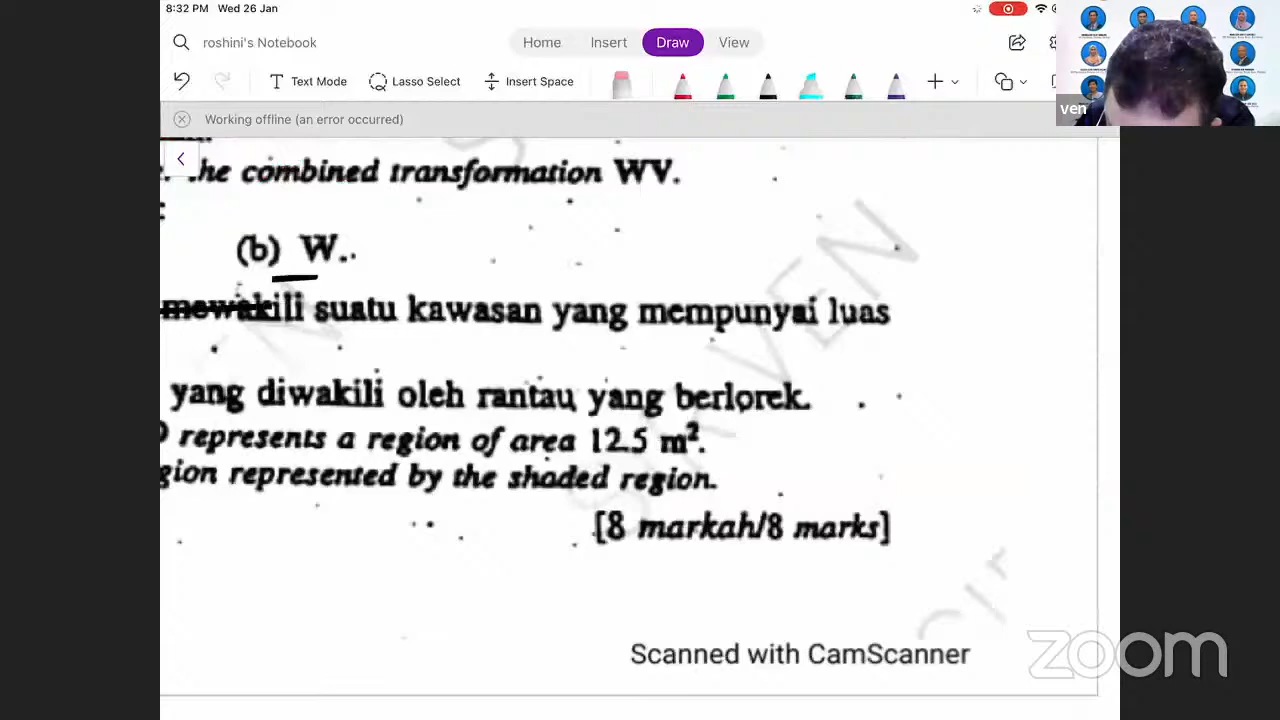 8:32 PM Wed 26 Jan
roshini's Notebook
Home Insert Draw View
Text Mode Lasso Select Insert Space
ven
Working offline (an error occurred)
he combined transformation WV.
(b) W.
mewakili suatu kawasan yang mempunyai luas
yang diwakili oleh rantau yang berlorek.
represents a region of area 12.5 m².
gion represented by the shaded region.
[8 markah/8 marks]
Scanned with CamScanner
zoom